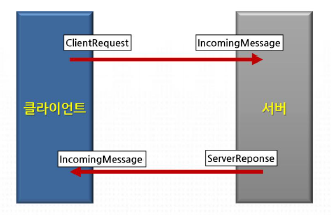 ClientRequest
IncomingMessage
클라이언트
서버
IncomingMessage
ServerReponse